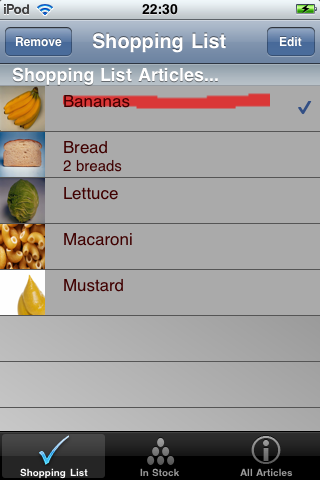 iPod 22:30
Remove Shopping List Edit
Shopping List Articles...
Bananas
Bread
2 breads
Lettuce
Macaroni
Mustard
Shopping List In Stock All Articles